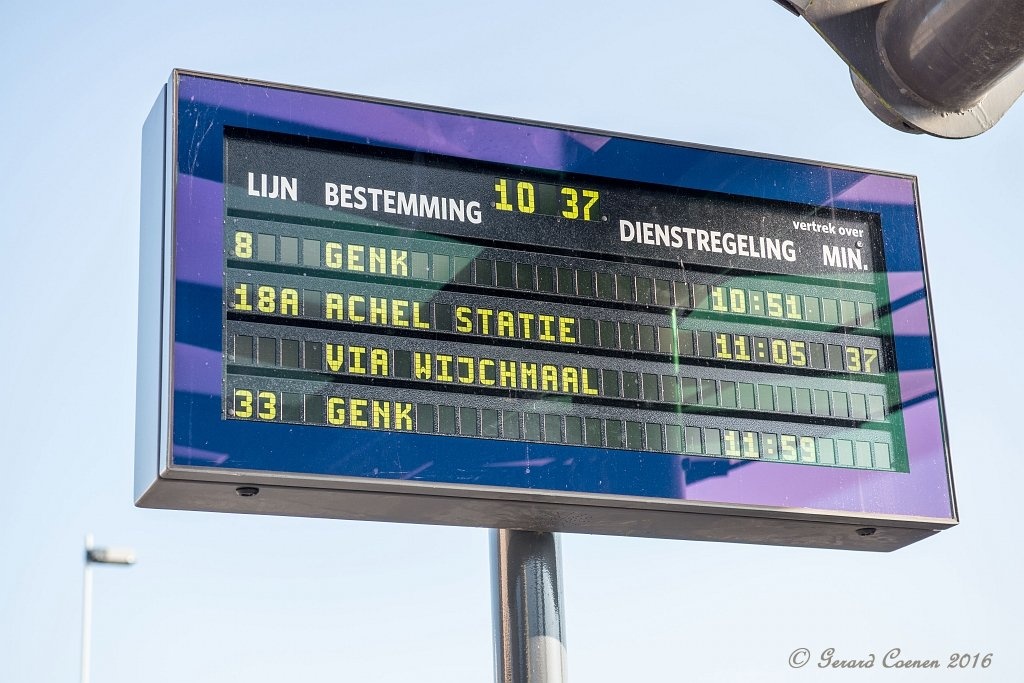 10 37
LIJN BESTEMMING DIENSTREGELING vertrek over MIN.
8 GENK 10:51
18A ACHEL STATIE 11:05 37
VIA WIJCHMAAL
33 GENK 11:59
© Gerard Coenen 2016